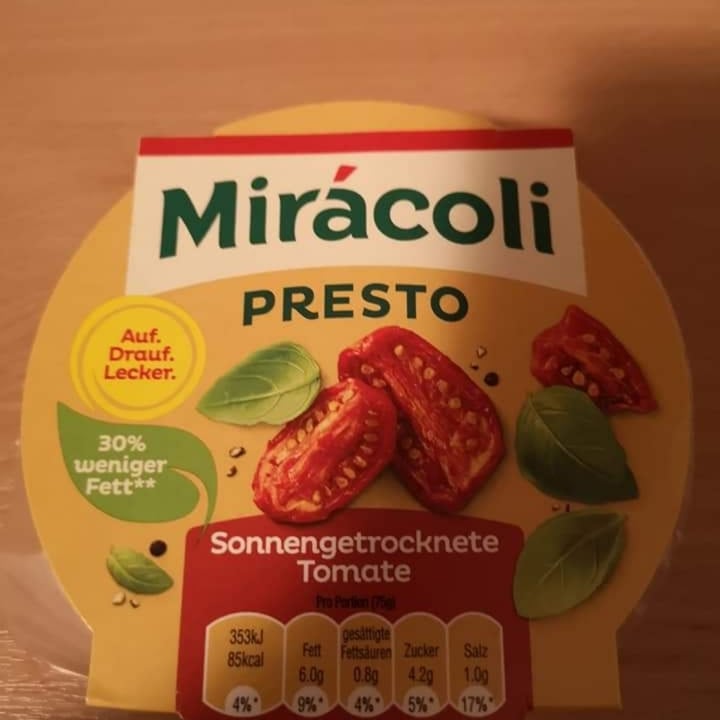 Mirácoli
PRESTO
Auf.
Drauf.
Lecker.
30%
weniger
Fett**
Sonnengetrocknete
Tomate
Pro Portion (75g)
353kJ
85kcal
4%*
Fett
6.0g
9%*
gesättigte
Fettsäuren
0.8g
4%*
Zucker
4.2g
5%*
Salz
1.0g
17%*